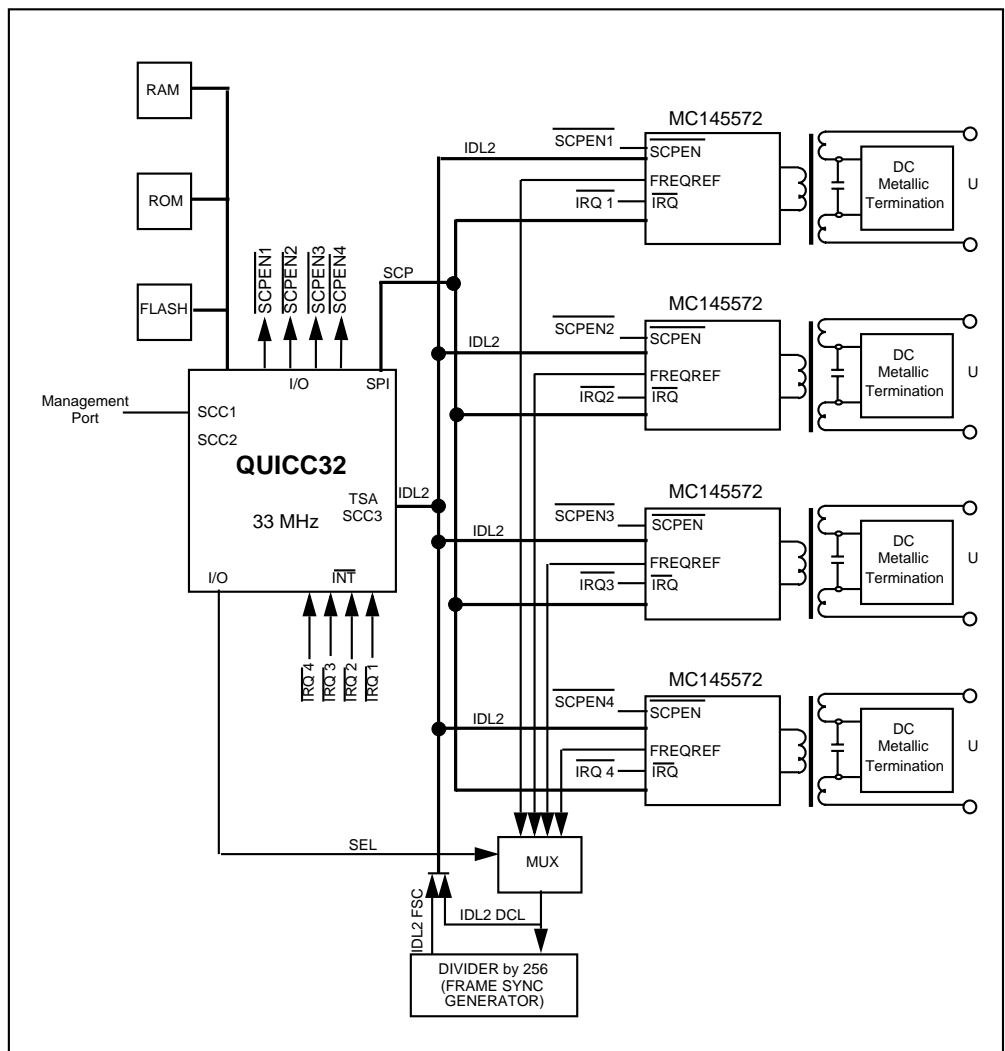 RAM
ROM
FLASH
SCPEN1
SCPEN2
SCPEN3
SCPEN4
I/O
SPI
SCP
Management
Port
SCC1
SCC2
QUICC32
33 MHz
TSA
SCC3
IDL2
I/O
INT
IRQ 4
IRQ 3
IRQ 2
IRQ 1
MC145572
IDL2
SCPEN1
SCPEN
FREQREF
IRQ 1
IRQ
DC
Metallic
Termination
U
MC145572
IDL2
SCPEN2
SCPEN
FREQREF
IRQ2
IRQ
DC
Metallic
Termination
U
MC145572
IDL2
SCPEN3
SCPEN
FREQREF
IRQ3
IRQ
DC
Metallic
Termination
U
MC145572
IDL2
SCPEN4
SCPEN
FREQREF
IRQ 4
IRQ
DC
Metallic
Termination
U
SEL
MUX
IDL2 FSC
IDL2 DCL
DIVIDER by 256
(FRAME SYNC
GENERATOR)